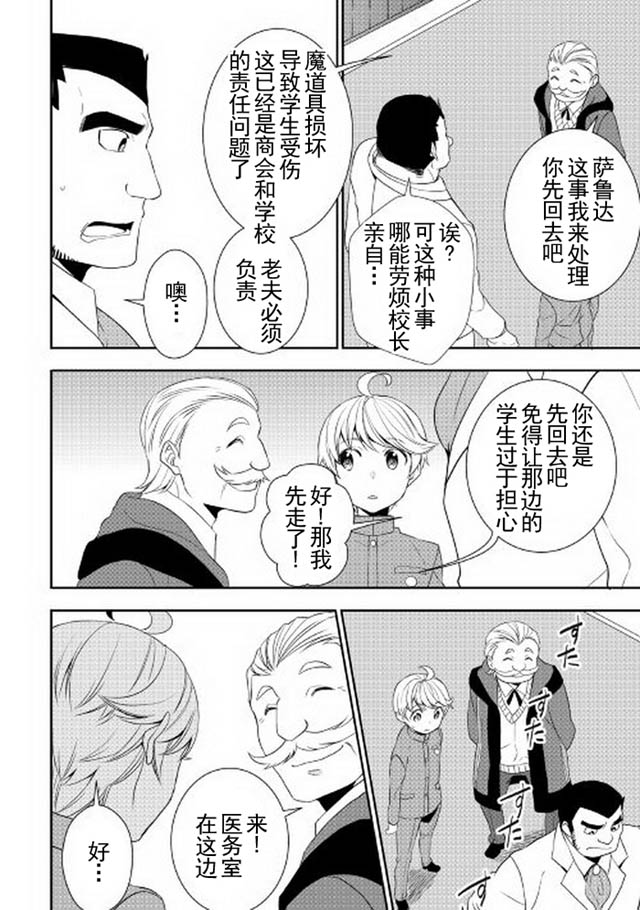 萨鲁达
这事我来处理
你先回去吧
诶?
可这种小事
哪能劳烦校长
亲自…
魔道具损坏
导致学生受伤
这已经是商会和学校
的责任问题了
老夫必须
负责
噢…
你还是
先回去吧
免得让那边的
学生过于担心
好!那我
先走了!
すた
すた
来!
医务室
在这边
好…